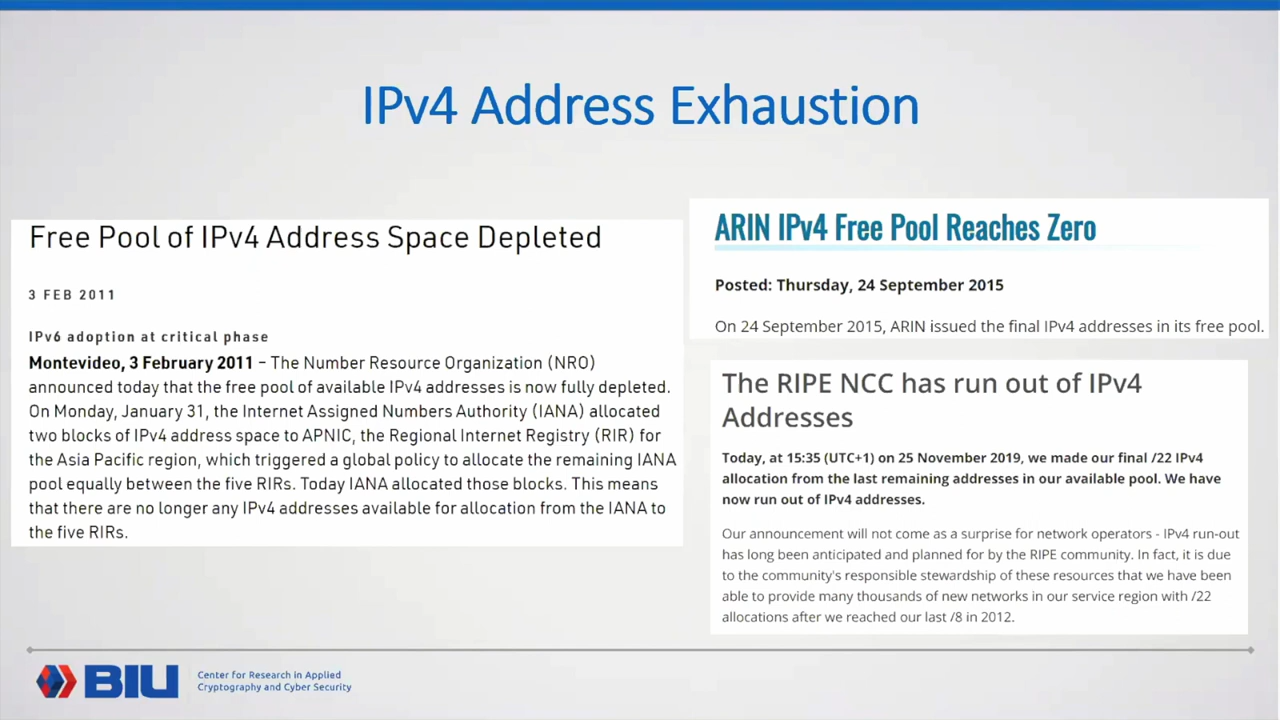 IPv4 Address Exhaustion
Free Pool of IPv4 Address Space Depleted
3 FEB 2011
IPv6 adoption at critical phase
Montevideo, 3 February 2011 – The Number Resource Organization (NRO)
announced today that the free pool of available IPv4 addresses is now fully depleted.
On Monday, January 31, the Internet Assigned Numbers Authority (IANA) allocated
two blocks of IPv4 address space to APNIC, the Regional Internet Registry (RIR) for
the Asia Pacific region, which triggered a global policy to allocate the remaining IANA
pool equally between the five RIRs. Today IANA allocated those blocks. This means
that there are no longer any IPv4 addresses available for allocation from the IANA to
the five RIRs.
ARIN IPv4 Free Pool Reaches Zero
Posted: Thursday, 24 September 2015
On 24 September 2015, ARIN issued the final IPv4 addresses in its free pool.
The RIPE NCC has run out of IPv4
Addresses
Today, at 15:35 (UTC+1) on 25 November 2019, we made our final /22 IPv4
allocation from the last remaining addresses in our available pool. We have
now run out of IPv4 addresses.
Our announcement will not come as a surprise for network operators - IPv4 run-out
has long been anticipated and planned for by the RIPE community. In fact, it is due
to the community's responsible stewardship of these resources that we have been
able to provide many thousands of new networks in our service region with /22
allocations after we reached our last /8 in 2012.
BIU
Center for Research in Applied
Cryptography and Cyber Security